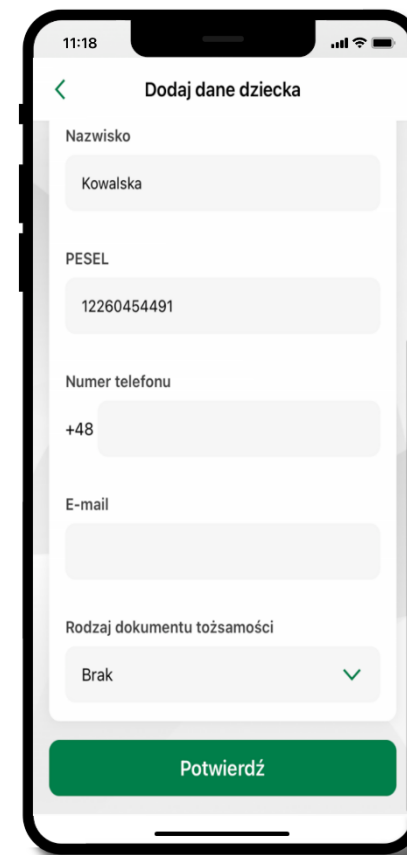 11:18
Dodaj dane dziecka
Nazwisko
Kowalska
PESEL
12260454491
Numer telefonu
+48
E-mail
Rodzaj dokumentu tożsamości
Brak
Potwierdź